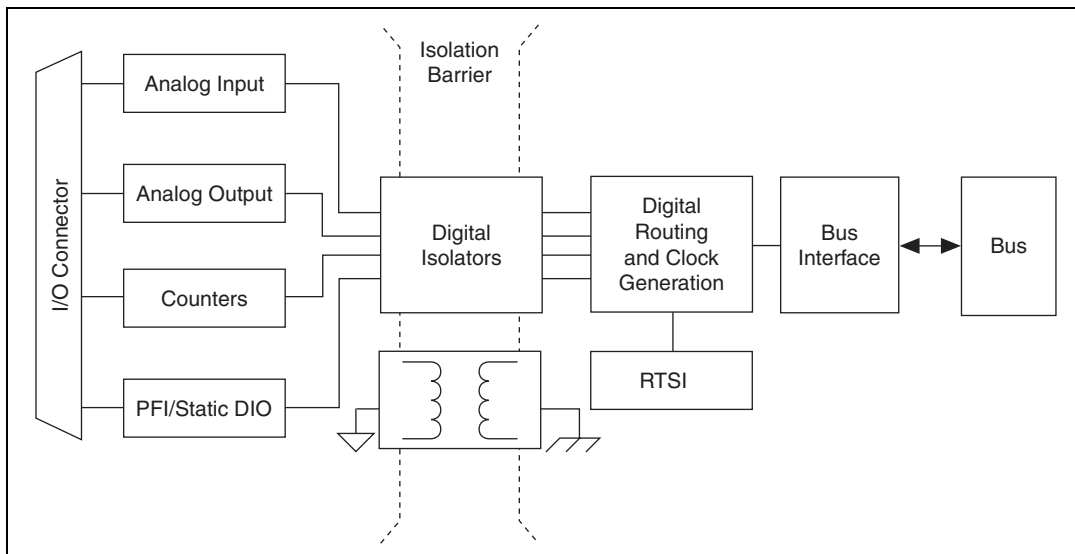 Isolation
Barrier
I/O Connector
Analog Input
Analog Output
Counters
PFI/Static DIO
Digital
Isolators
Digital
Routing
and Clock
Generation
RTSI
Bus
Interface
Bus